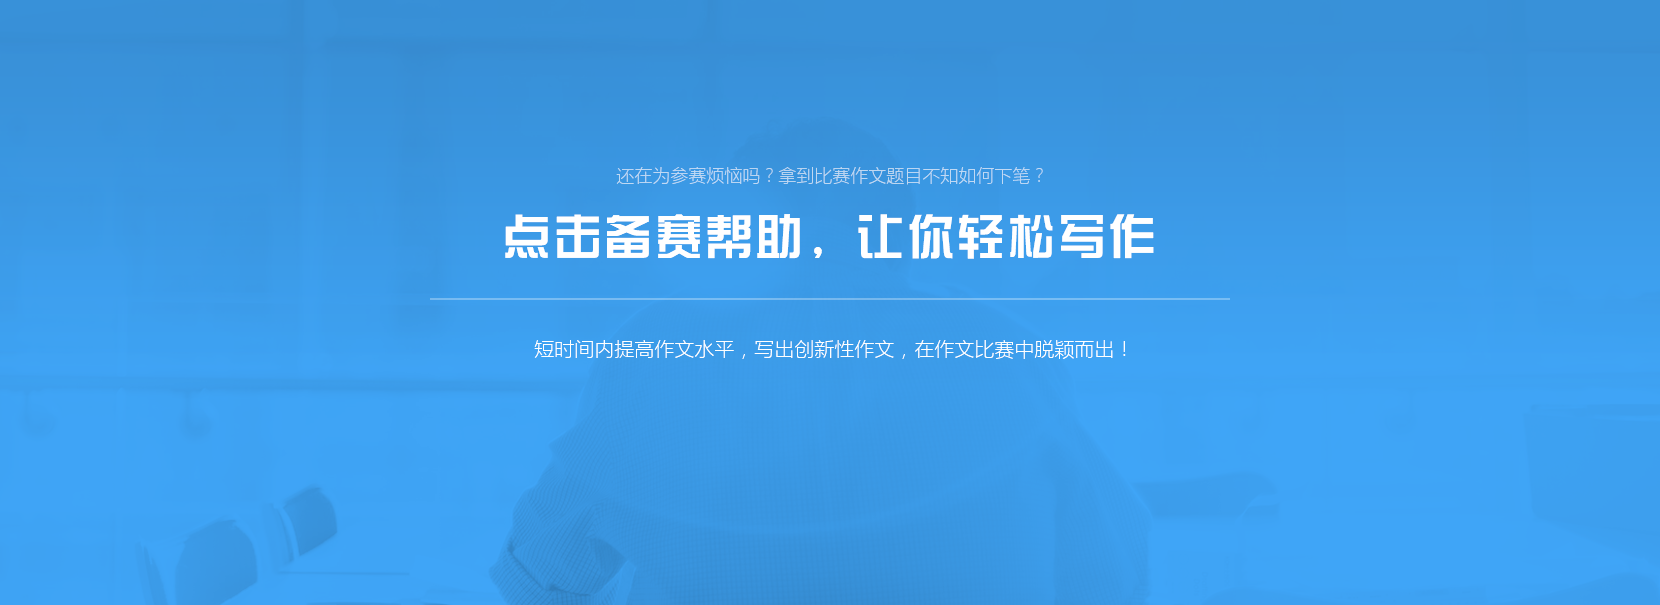 还在为参赛烦恼吗？拿到比赛作文题目不知如何下笔？
点击备赛帮助，让你轻松写作
短时间内提高作文水平，写出创新性作文，在作文比赛中脱颖而出！